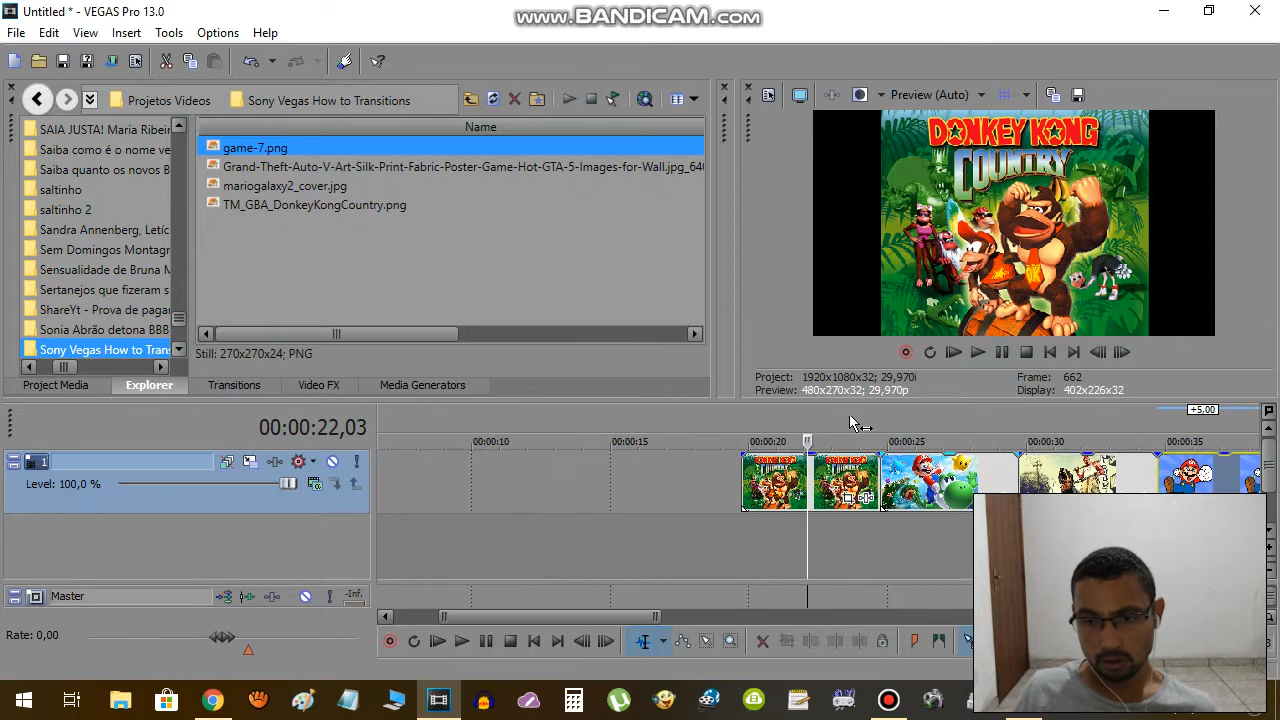 Untitled * - VEGAS Pro 13.0
www.BANDICAM.com
File Edit View Insert Tools Options Help
Projetos Videos
Sony Vegas How to Transitions
Preview (Auto)
SAIA JUSTA! Maria Ribeir
Saiba como é o nome ve
Saiba quanto os novos B
saltinho
saltinho 2
Sandra Annenberg, Letíc
Sem Domingos Montagn
Sensualidade de Bruna M
Sertanejos que fizeram s
ShareYt - Prova de pagar
Sonia Abrão detona BBB
Sony Vegas How to Trans
Name
game-7.png
Grand-Theft-Auto-V-Art-Silk-Print-Fabric-Poster-Game-Hot-GTA-5-Images-for-Wall.jpg_640
mariogalaxy2_cover.jpg
TM_GBA_DonkeyKongCountry.png
Still: 270x270x24; PNG
DONKEY KONG
COUNTRY
DK
Project Media Explorer Transitions Video FX Media Generators
Project: 1920x1080x32; 29,970i
Preview: 480x270x32; 29,970p
Frame: 662
Display: 402x226x32
+5,00
00:00:22,03
00:00:10 00:00:15 00:00:20 00:00:25 00:00:30 00:00:35
1
Level: 100,0 %
Master
-Inf.
Rate: 0,00